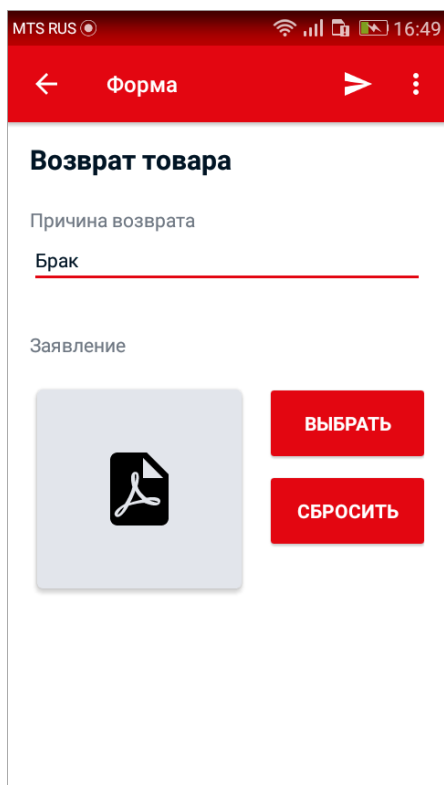 MTS RUS 16:49
Форма
Возврат товара
Причина возврата
Брак
Заявление
ВЫБРАТЬ
СБРОСИТЬ